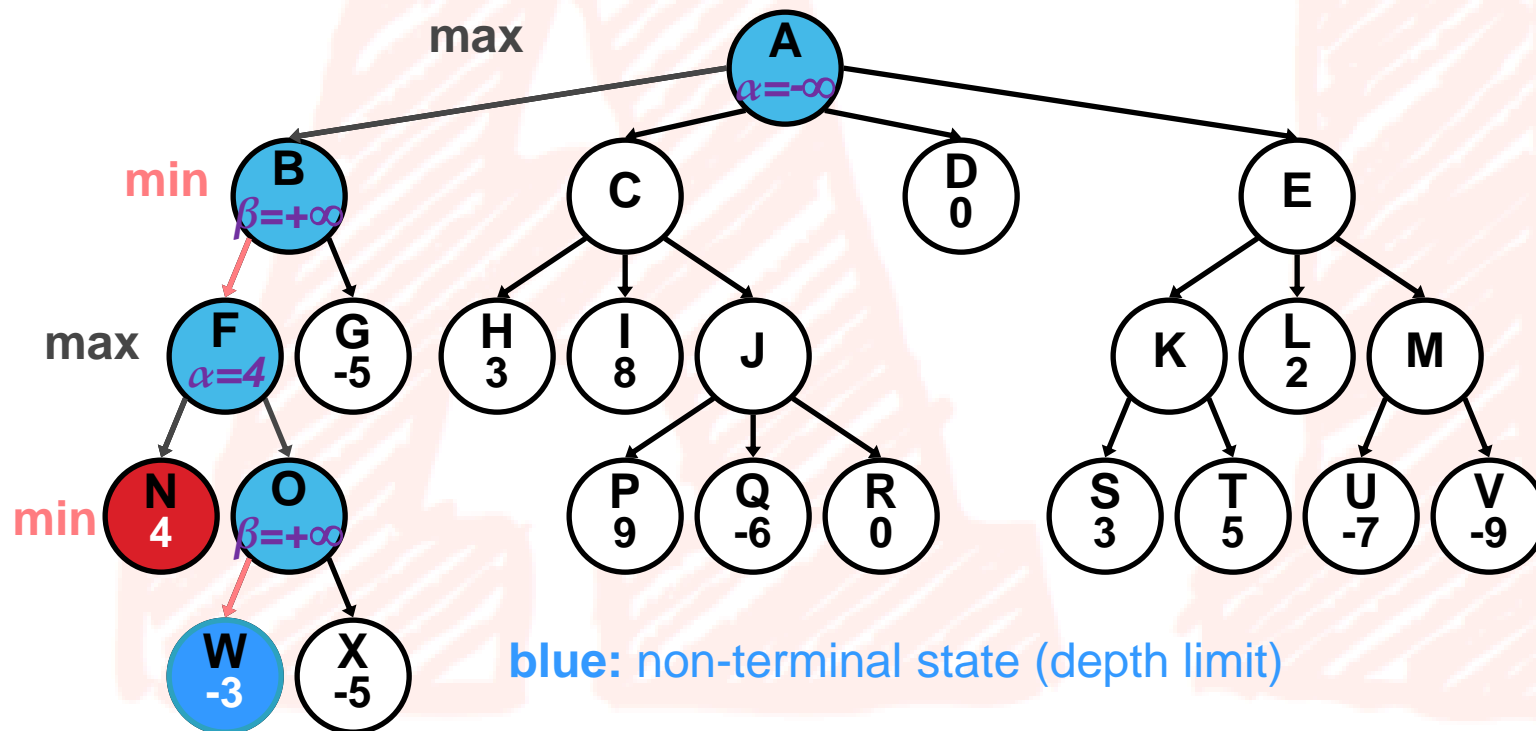 max
A
α=-∞
min
B
β=+∞
C
D
0
E
max
F
α=4
G
-5
H
3
I
8
J
K
L
2
M
min
N
4
O
β=+∞
P
9
Q
-6
R
0
S
3
T
5
U
-7
V
-9
W
-3
X
-5
blue: non-terminal state (depth limit)